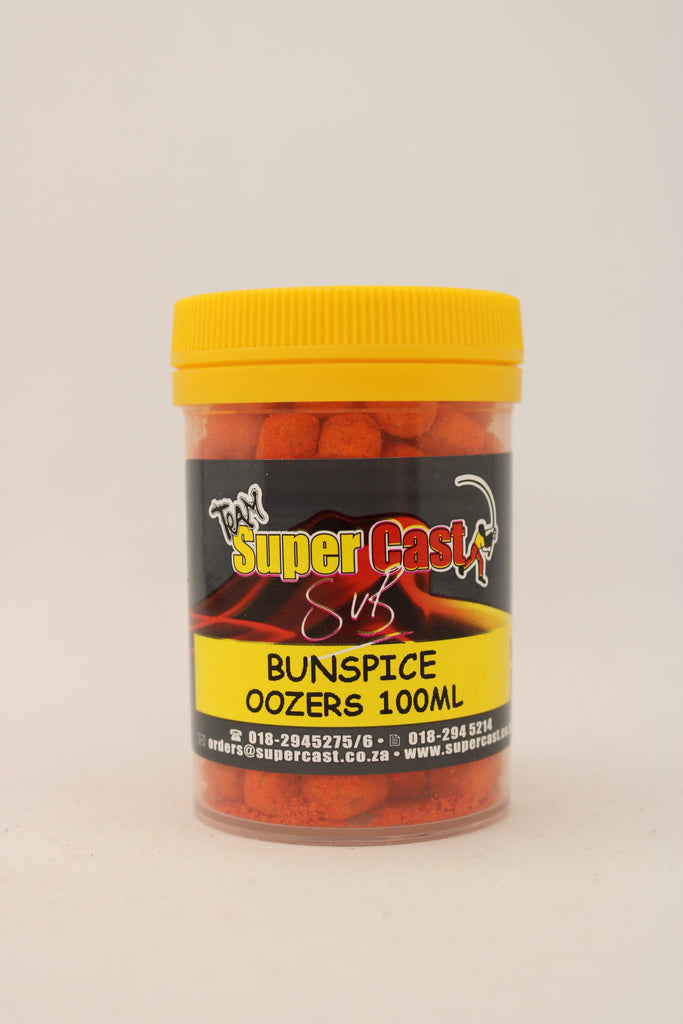 TEAM
Super Cast
SvB
BUNSPICE
OOZERS 100ML
018-2945275/6 • 018-294 5214
orders@supercast.co.za • www.supercast.co.